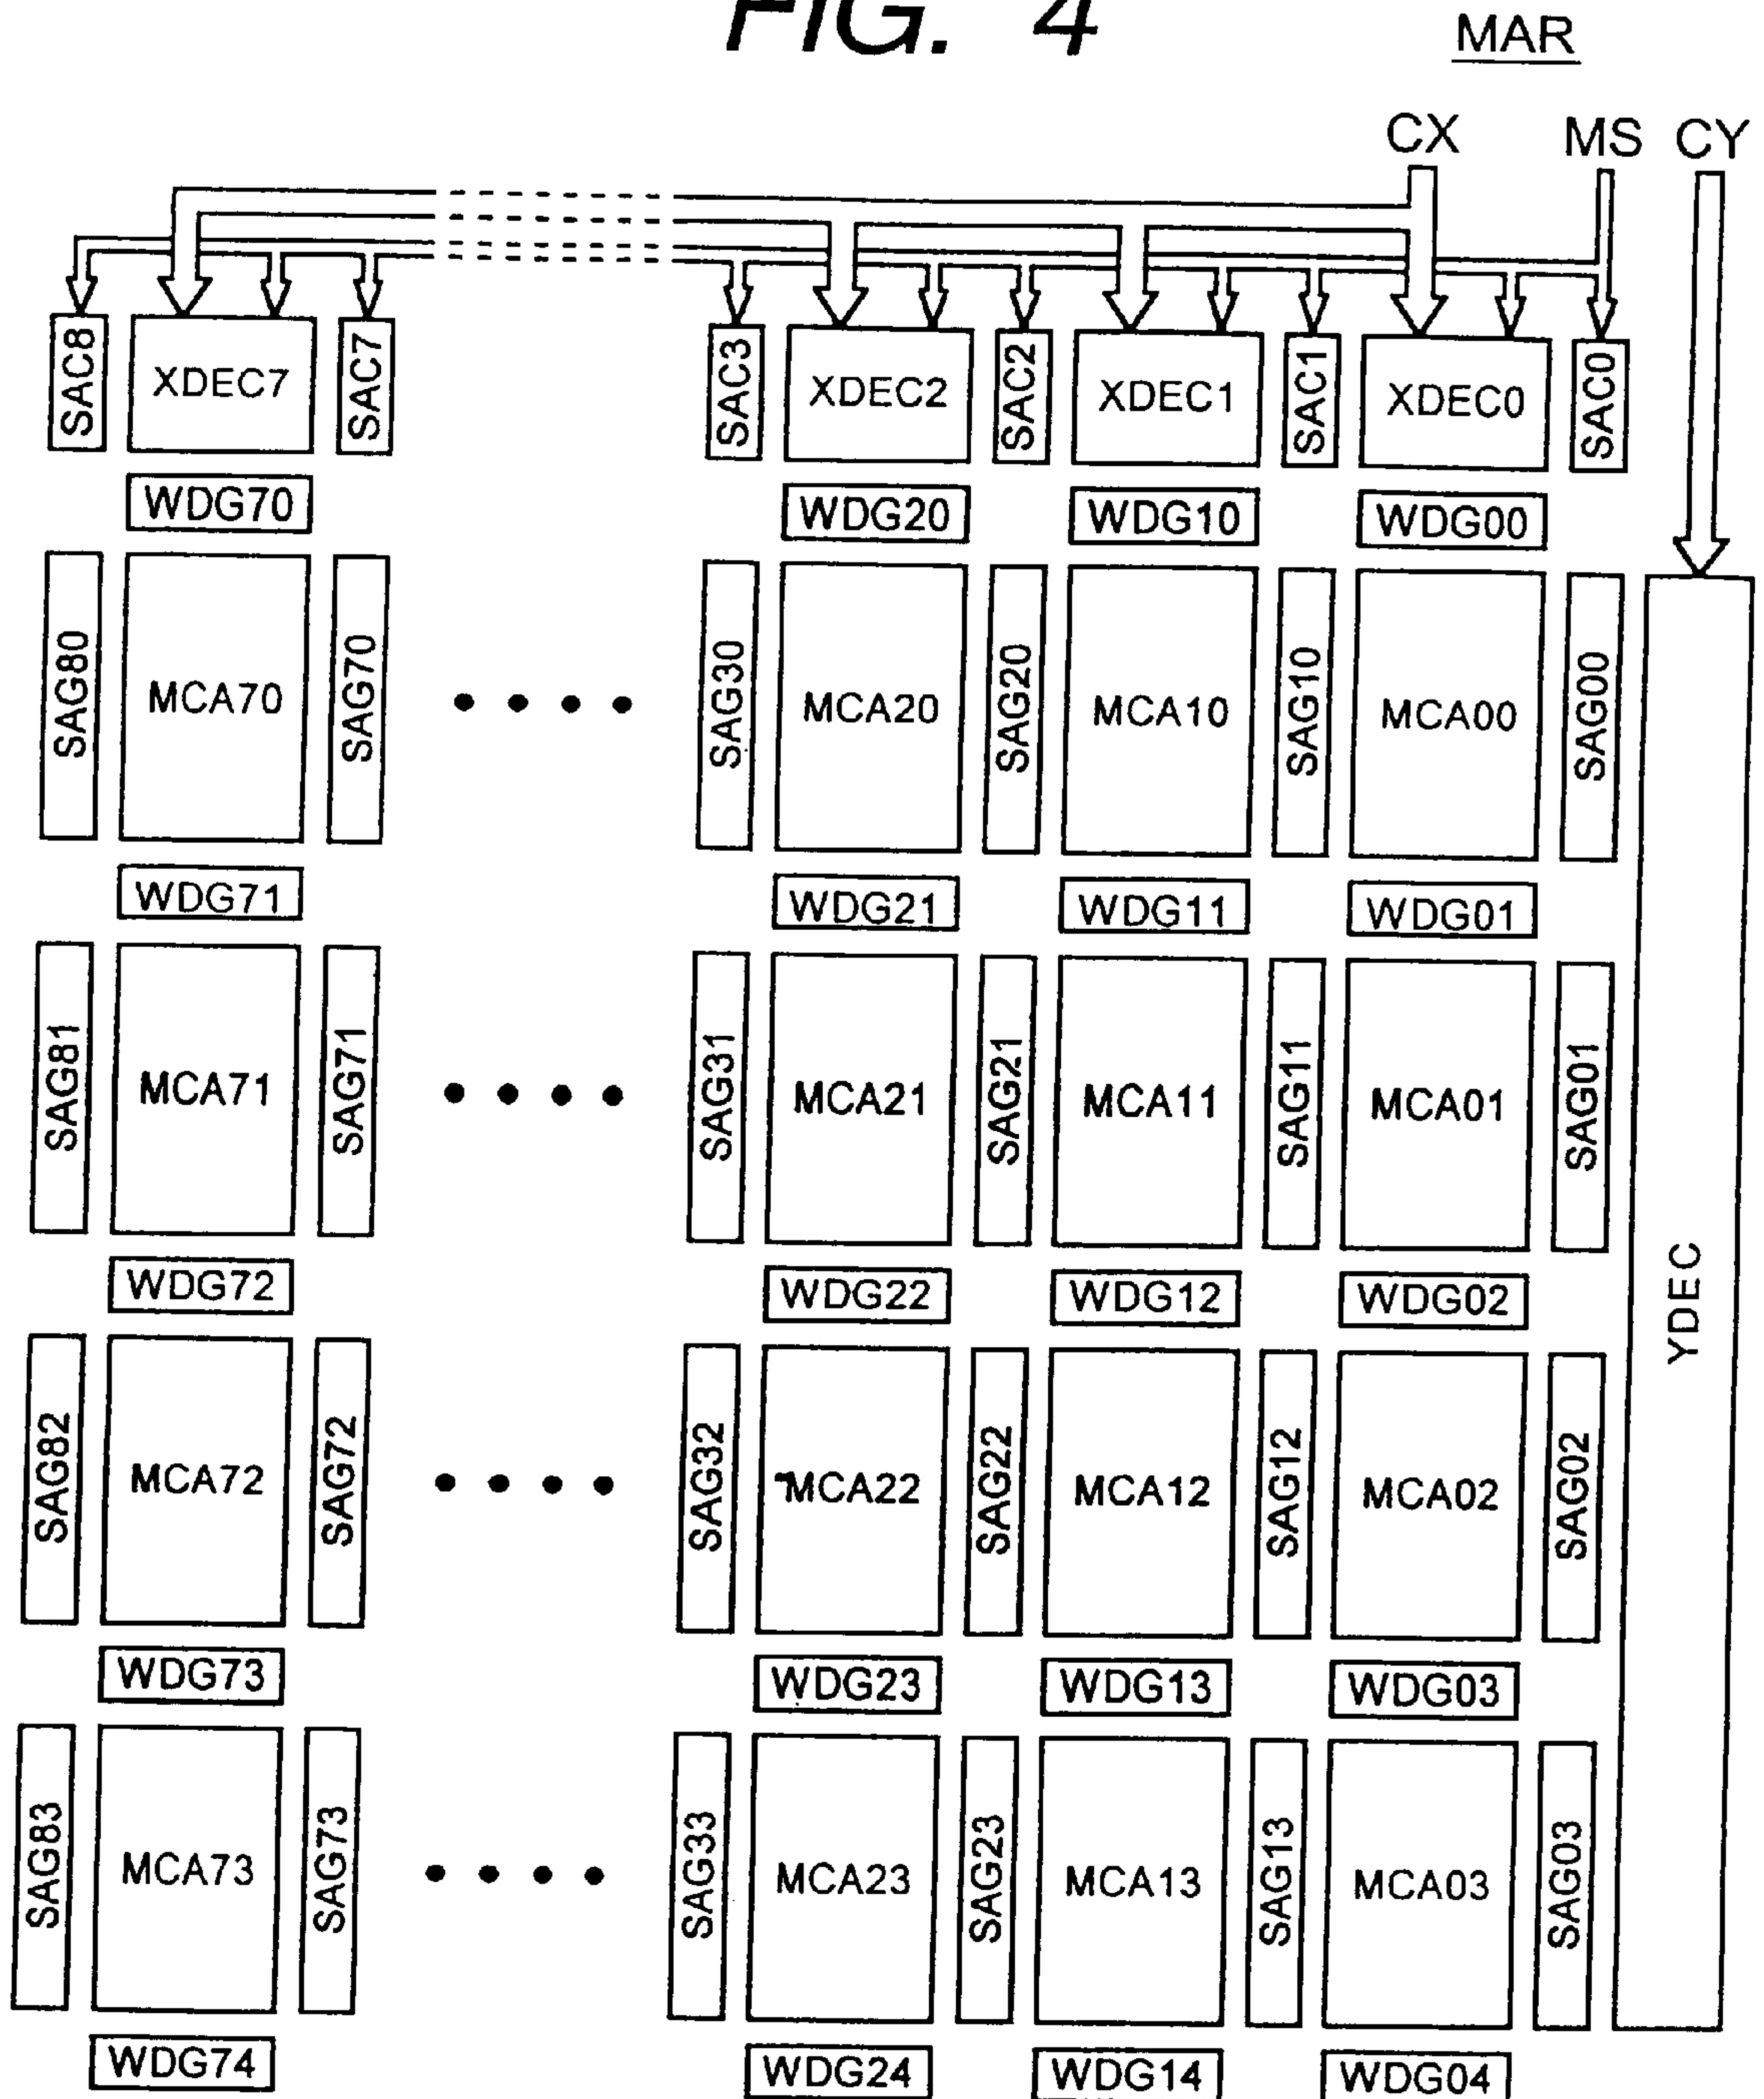 FIG. 4
MAR
CX MS CY
SAC8 XDEC7 SAC7 SAC3 XDEC2 SAC2 XDEC1 SAC1 XDEC0 SAC0
WDG70 WDG20 WDG10 WDG00
SAG80 MCA70 SAG70 SAG30 MCA20 SAG20 MCA10 SAG10 MCA00 SAG00
WDG71 WDG21 WDG11 WDG01
SAG81 MCA71 SAG71 SAG31 MCA21 SAG21 MCA11 SAG11 MCA01 SAG01
YDEC
WDG72 WDG22 WDG12 WDG02
SAG82 MCA72 SAG72 SAG32 MCA22 SAG22 MCA12 SAG12 MCA02 SAG02
WDG73 WDG23 WDG13 WDG03
SAG83 MCA73 SAG73 SAG33 MCA23 SAG23 MCA13 SAG13 MCA03 SAG03
WDG74 WDG24 WDG14 WDG04